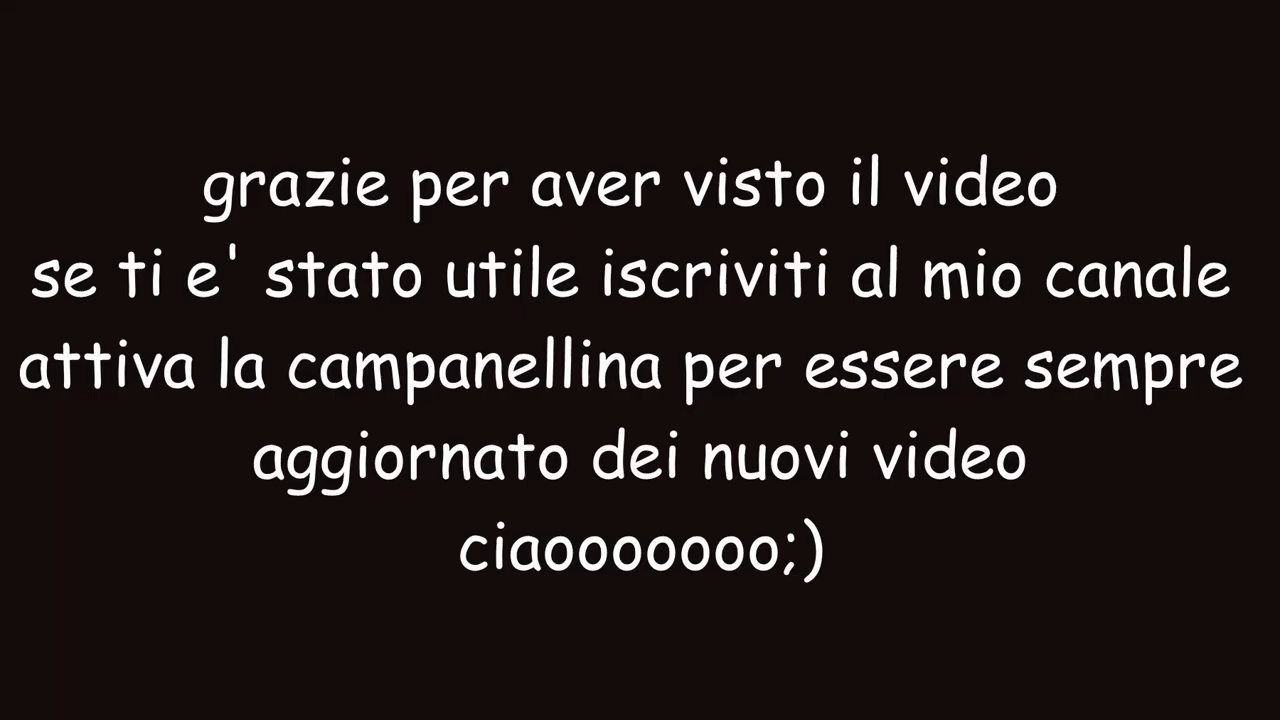 grazie per aver visto il video
se ti e' stato utile iscriviti al mio canale
attiva la campanellina per essere sempre
aggiornato dei nuovi video
ciaooooooo;)